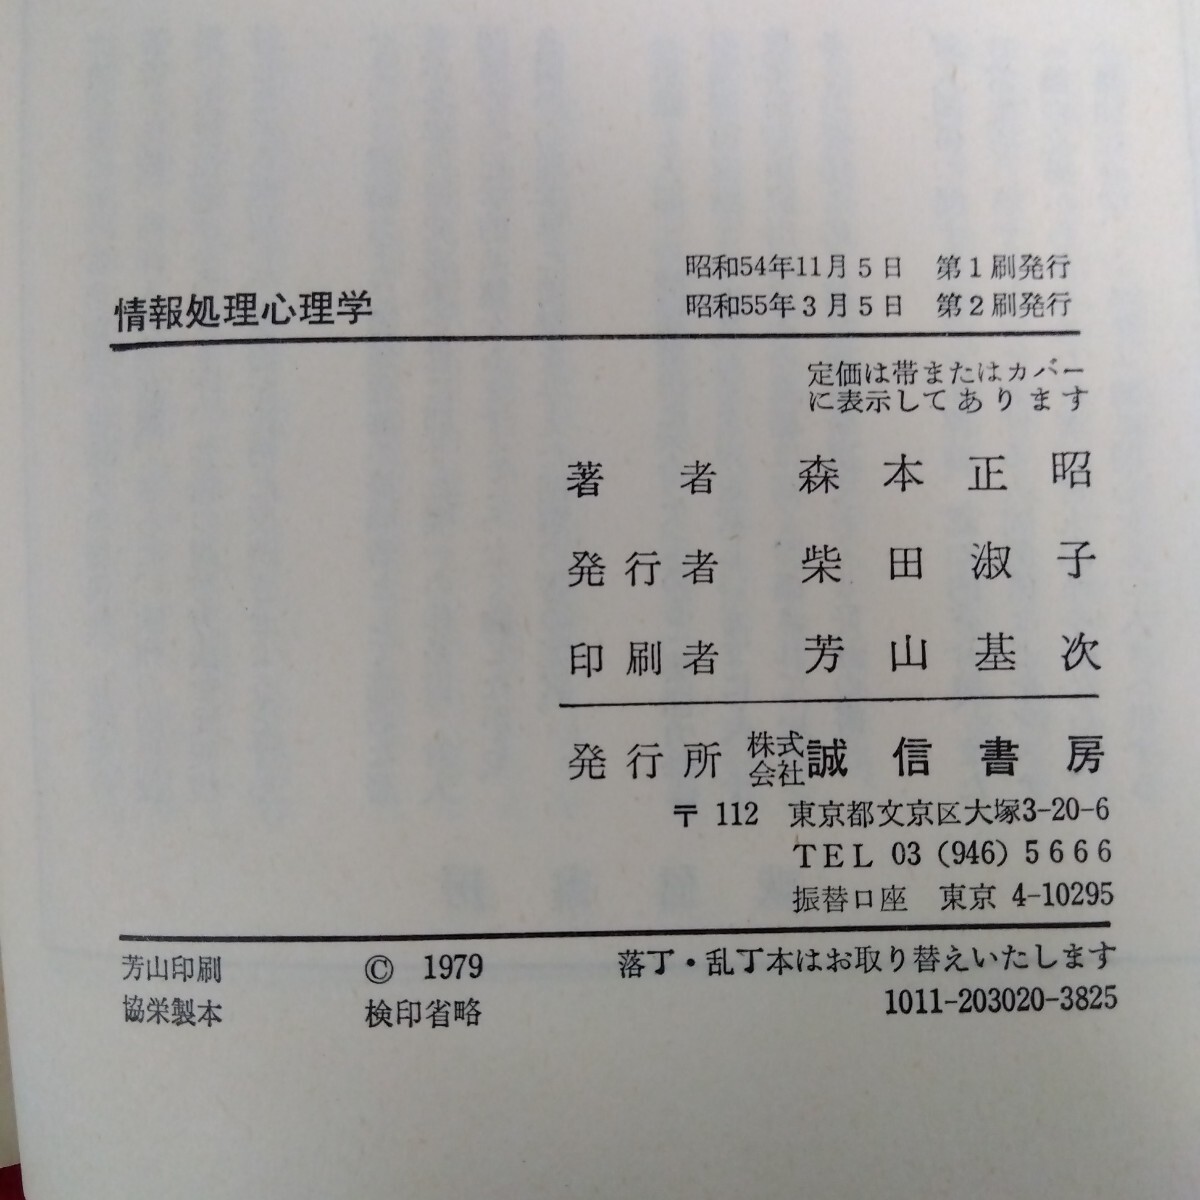 情報処理心理学
昭和54年11月5日 第1刷発行
昭和55年3月5日 第2刷発行
定価は帯またはカバー
に表示してあります
著者 森本正昭
発行者 柴田淑子
印刷者 芳山基次
発行所 株式会社 誠信書房
〒112 東京都文京区大塚3-20-6
TEL 03 (946) 5666
振替口座 東京 4-10295
芳山印刷 © 1979 落丁・乱丁本はお取り替えいたします
協栄製本 検印省略 1011-203020-3825